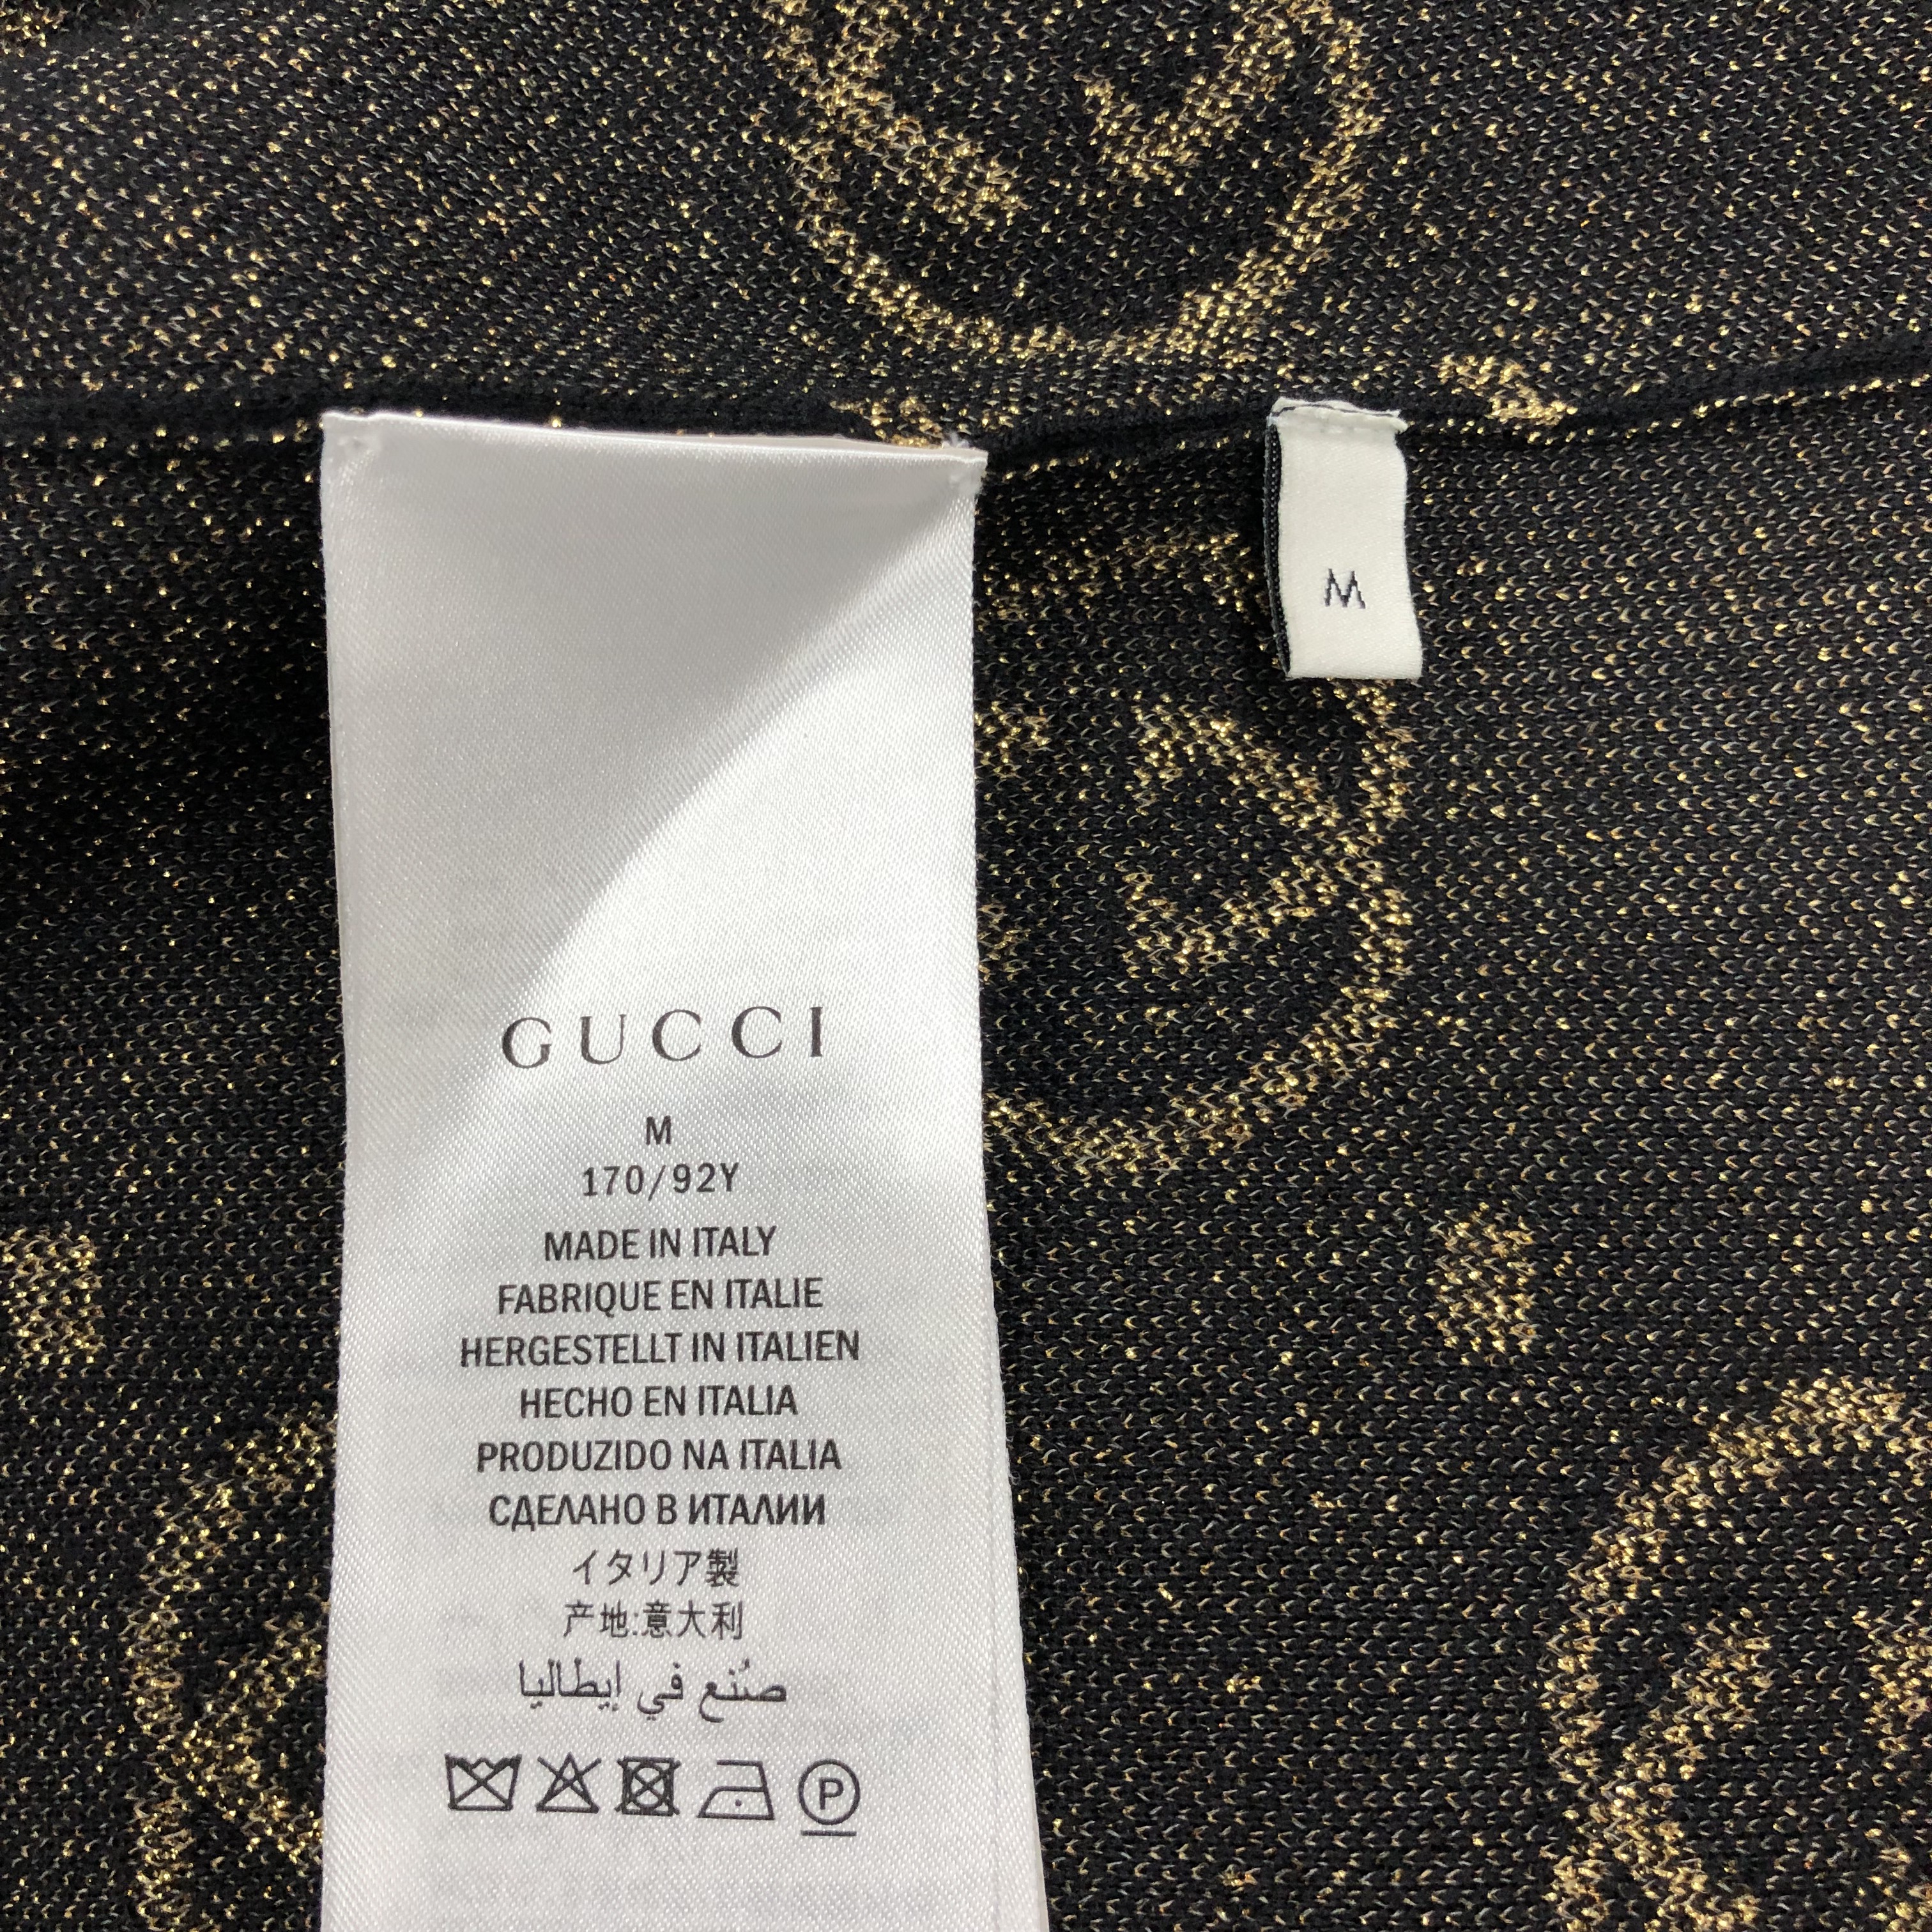 M
GUCCI
M
170/92Y
MADE IN ITALY
FABRIQUE EN ITALIE
HERGESTELLT IN ITALIEN
HECHO EN ITALIA
PRODUZIDO NA ITALIA
СДЕЛАНО В ИТАЛИИ
イタリア製
产地:意大利
صُنع في إيطاليا
P